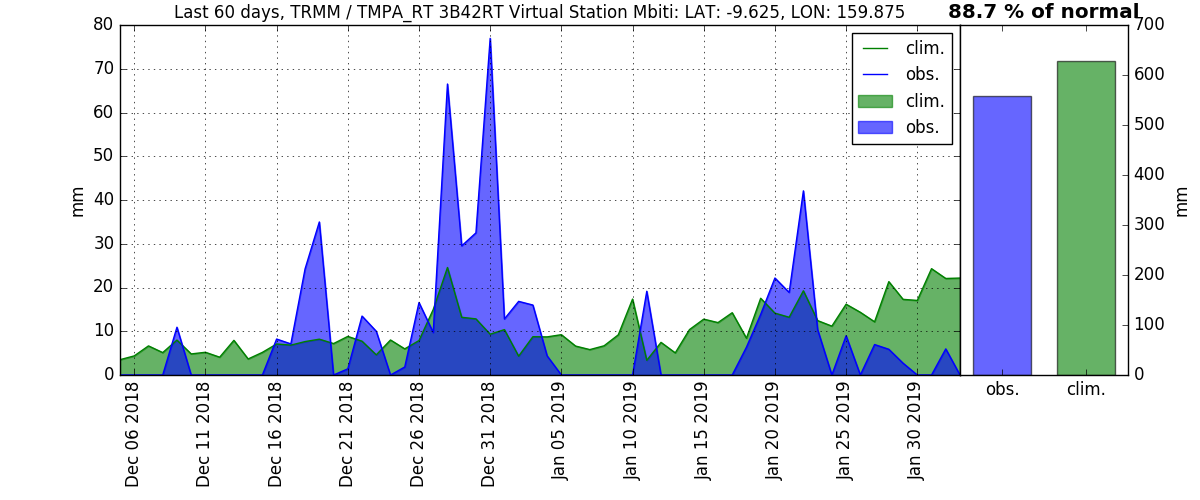 Last 60 days, TRMM / TMPA_RT 3B42RT Virtual Station Mbiti: LAT: -9.625, LON: 159.875
88.7 % of normal
80
70
60
50
40
30
20
10
0
mm
clim.
obs.
clim.
obs.
700
600
500
400
300
200
100
0
mm
Dec 06 2018
Dec 11 2018
Dec 16 2018
Dec 21 2018
Dec 26 2018
Dec 31 2018
Jan 05 2019
Jan 10 2019
Jan 15 2019
Jan 20 2019
Jan 25 2019
Jan 30 2019
obs.
clim.